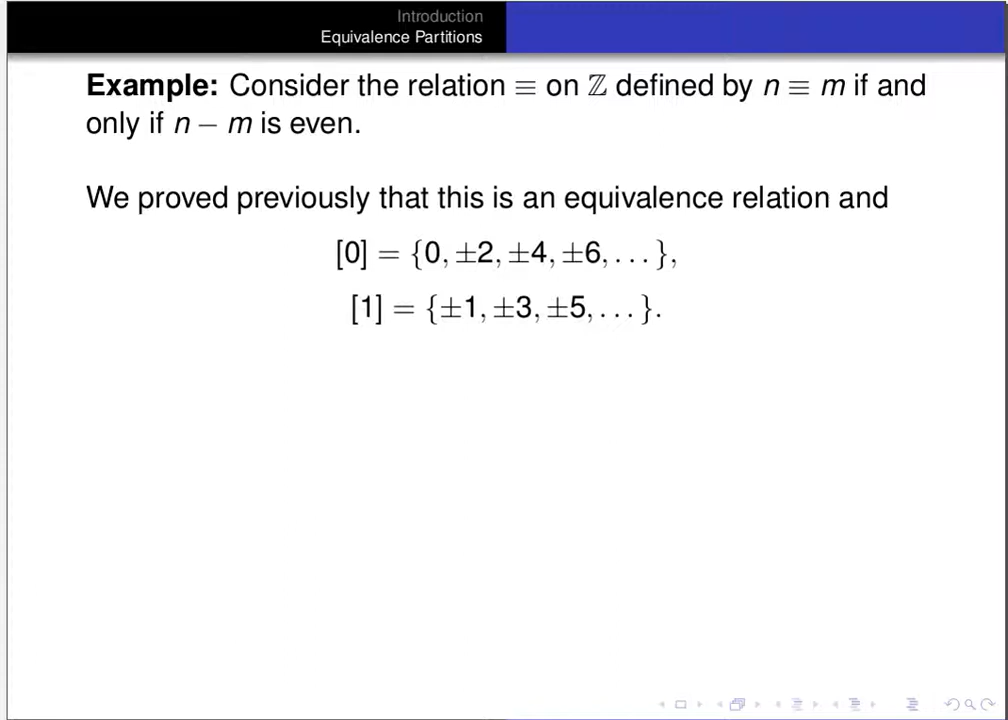 Introduction
Equivalence Partitions
Example: Consider the relation ≡ on ℤ defined by n ≡ m if and
only if n − m is even.
We proved previously that this is an equivalence relation and
[0] = {0, ±2, ±4, ±6, . . . },
[1] = {±1, ±3, ±5, . . . }.